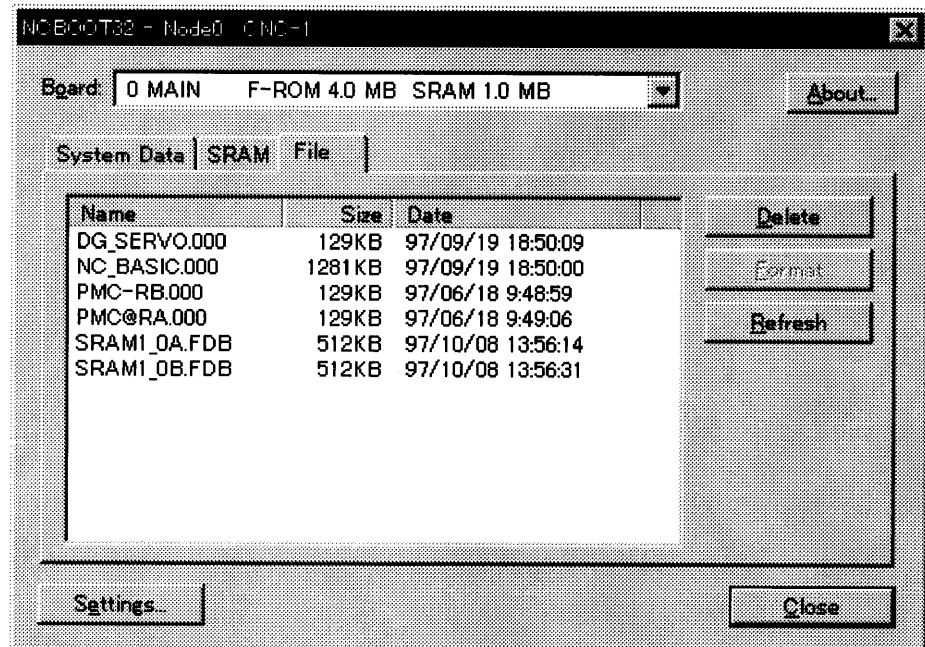 NCBOOT32 - Node0 CNC-1
Board: 0 MAIN F-ROM 4.0 MB SRAM 1.0 MB About...
System Data SRAM File
Name Size Date
DG_SERVO.000 129KB 97/09/19 18:50:09
NC_BASIC.000 1281KB 97/09/19 18:50:00
PMC-RB.000 129KB 97/06/18 9:48:59
PMC@RA.000 129KB 97/06/18 9:49:06
SRAM1_0A.FDB 512KB 97/10/08 13:56:14
SRAM1_0B.FDB 512KB 97/10/08 13:56:31
Delete
Format
Refresh
Settings...
Close